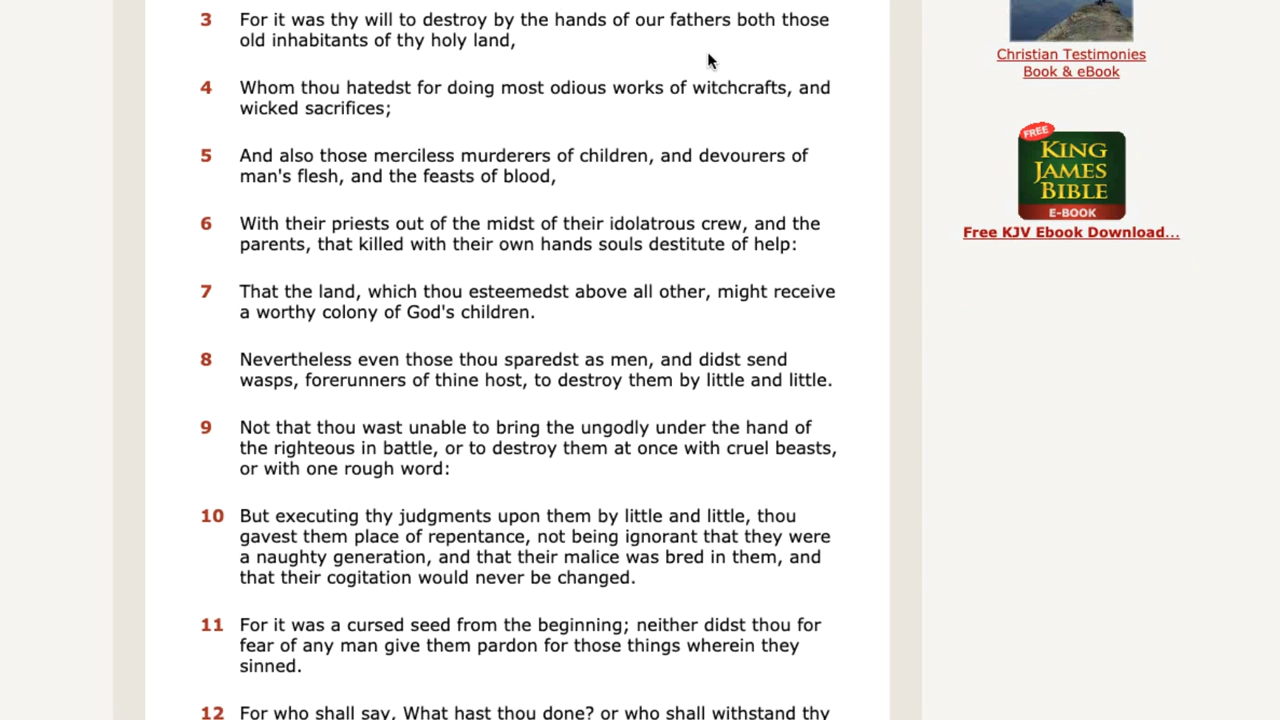 3 For it was thy will to destroy by the hands of our fathers both those
old inhabitants of thy holy land,
4 Whom thou hatedst for doing most odious works of witchcrafts, and
wicked sacrifices;
5 And also those merciless murderers of children, and devourers of
man's flesh, and the feasts of blood,
6 With their priests out of the midst of their idolatrous crew, and the
parents, that killed with their own hands souls destitute of help:
7 That the land, which thou esteemedst above all other, might receive
a worthy colony of God's children.
8 Nevertheless even those thou sparedst as men, and didst send
wasps, forerunners of thine host, to destroy them by little and little.
9 Not that thou wast unable to bring the ungodly under the hand of
the righteous in battle, or to destroy them at once with cruel beasts,
or with one rough word:
10 But executing thy judgments upon them by little and little, thou
gavest them place of repentance, not being ignorant that they were
a naughty generation, and that their malice was bred in them, and
that their cogitation would never be changed.
11 For it was a cursed seed from the beginning; neither didst thou for
fear of any man give them pardon for those things wherein they
sinned.
12 For who shall say, What hast thou done? or who shall withstand thy
Christian Testimonies
Book & eBook
FREE
KING
JAMES
BIBLE
E-BOOK
Free KJV Ebook Download...